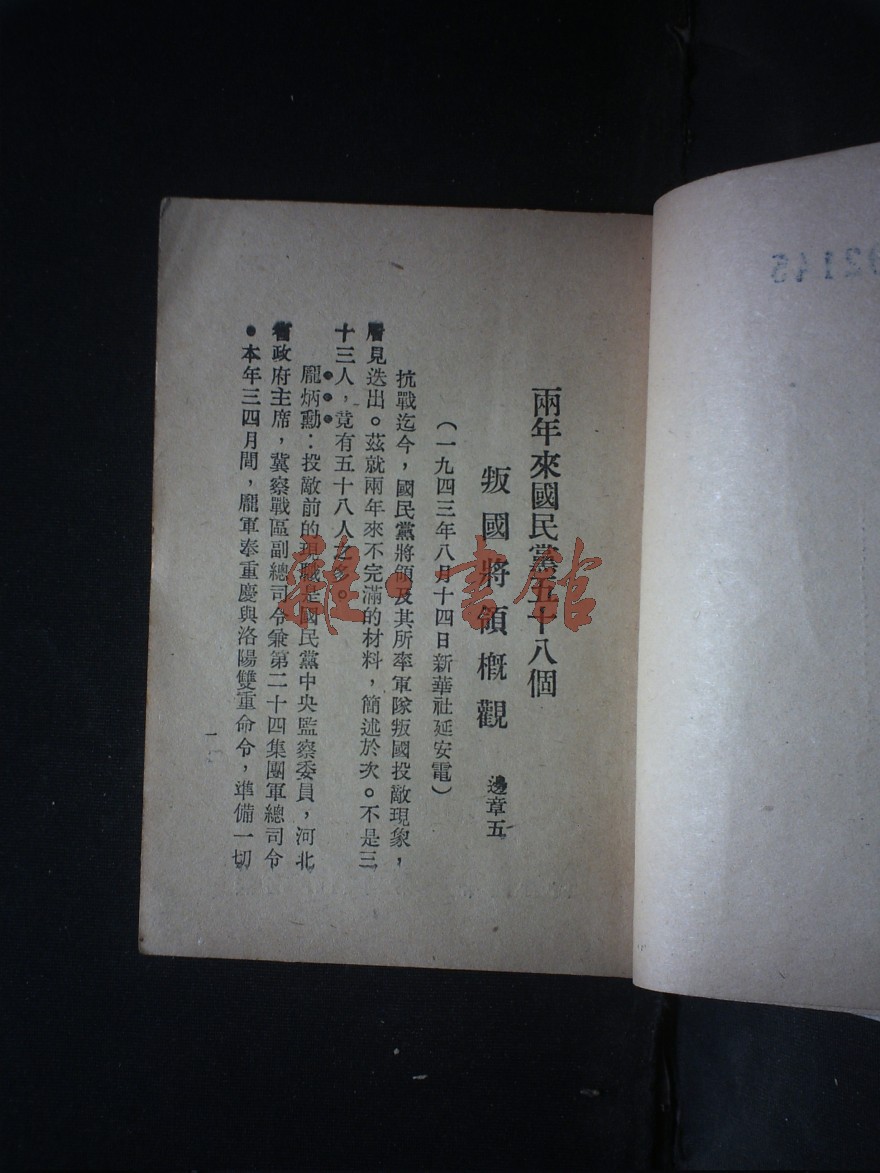 兩年來國民黨五十八個
叛國將領概觀 邊章五
(一九四三年八月十四日新華社延安電)
抗戰迄今，國民黨將領及其所率軍隊叛國投敵現象，
層見迭出。茲就兩年來不完滿的材料，簡述於次。不是三
十三人，竟有五十八人之多。
龐炳勳：投敵前的現職是國民黨中央監察委員，河北
省政府主席，冀察戰區副總司令兼第二十四集團軍總司令
。本年三四月間，龐軍奉重慶與洛陽雙重命令，準備一切
一
雜·書館
92145